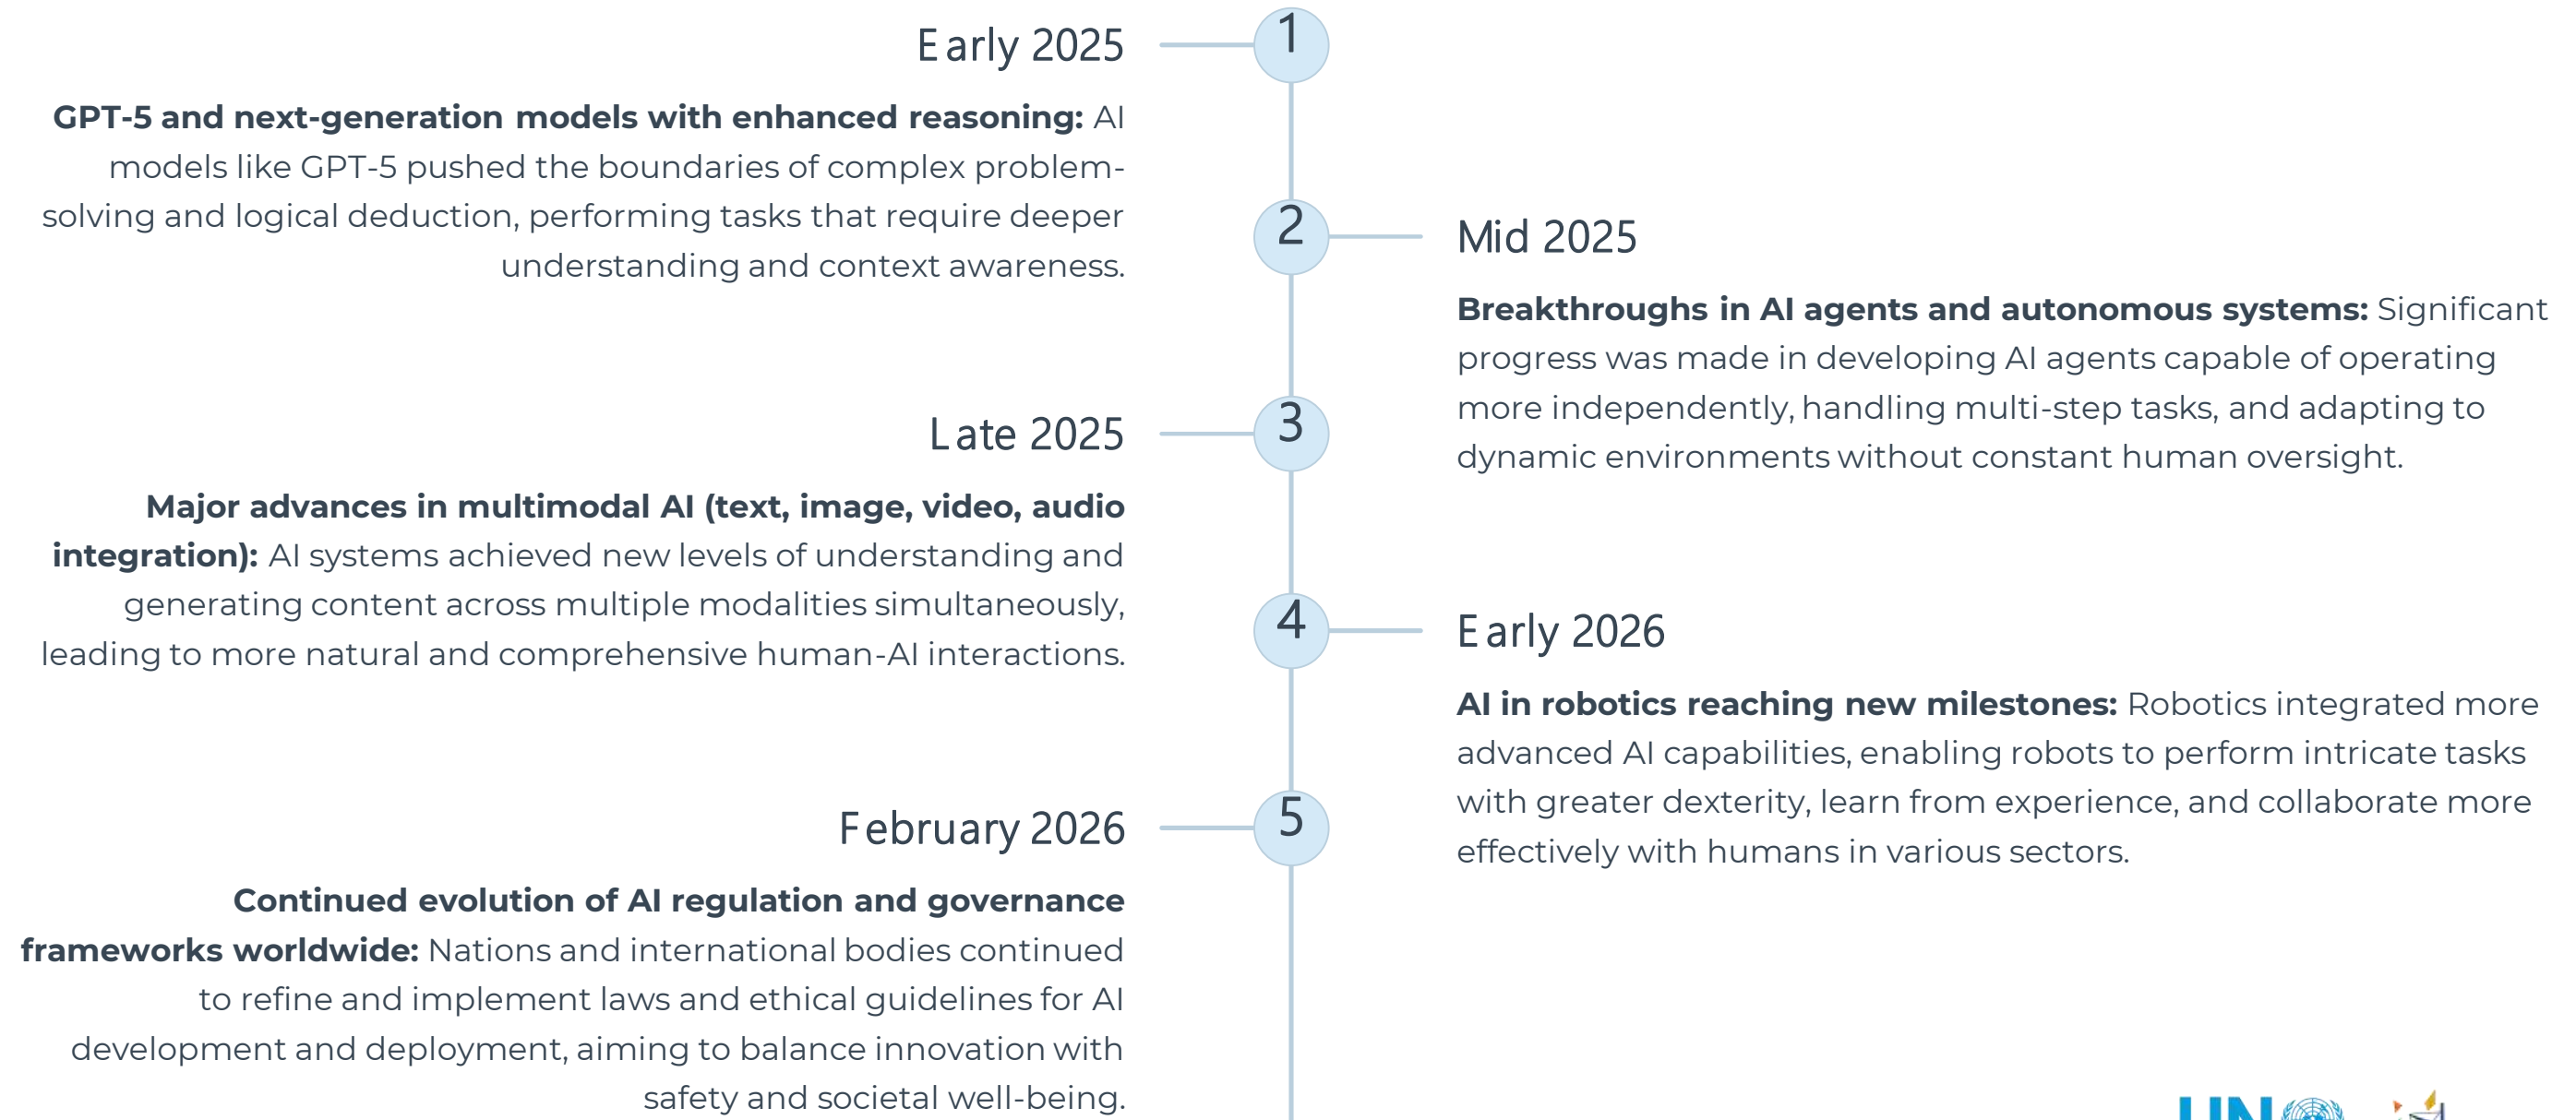 1
Early 2025
GPT-5 and next-generation models with enhanced reasoning: AI
models like GPT-5 pushed the boundaries of complex problem-
solving and logical deduction, performing tasks that require deeper
understanding and context awareness.
2
Mid 2025
Breakthroughs in AI agents and autonomous systems: Significant
progress was made in developing AI agents capable of operating
more independently, handling multi-step tasks, and adapting to
dynamic environments without constant human oversight.
3
Late 2025
Major advances in multimodal AI (text, image, video, audio
integration): AI systems achieved new levels of understanding and
generating content across multiple modalities simultaneously,
leading to more natural and comprehensive human-AI interactions.
4
Early 2026
AI in robotics reaching new milestones: Robotics integrated more
advanced AI capabilities, enabling robots to perform intricate tasks
with greater dexterity, learn from experience, and collaborate more
effectively with humans in various sectors.
5
February 2026
Continued evolution of AI regulation and governance
frameworks worldwide: Nations and international bodies continued
to refine and implement laws and ethical guidelines for AI
development and deployment, aiming to balance innovation with
safety and societal well-being.
UN